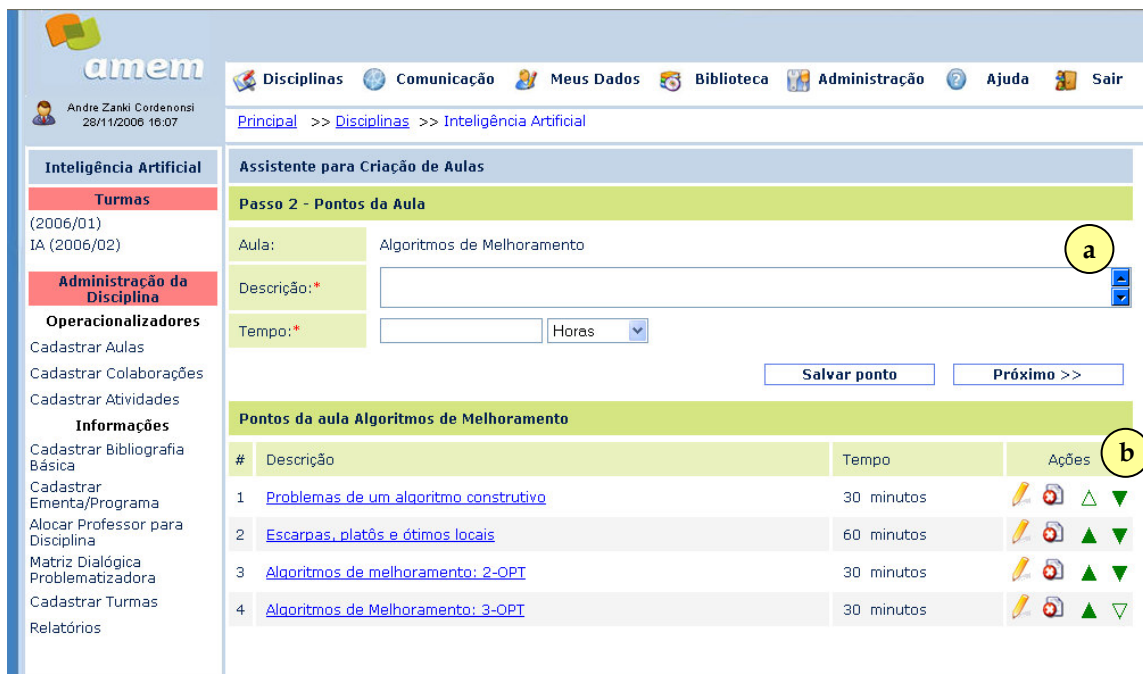 amem
Andre Zanki Cordenonsi
28/11/2006 16:07
Disciplinas Comunicação Meus Dados Biblioteca Administração Ajuda Sair
Principal >> Disciplinas >> Inteligência Artificial
Inteligência Artificial
Turmas
(2006/01)
IA (2006/02)
Administração da
Disciplina
Operacionalizadores
Cadastrar Aulas
Cadastrar Colaborações
Cadastrar Atividades
Informações
Cadastrar Bibliografia
Básica
Cadastrar
Ementa/Programa
Alocar Professor para
Disciplina
Matriz Dialógica
Problematizadora
Cadastrar Turmas
Relatórios
Assistente para Criação de Aulas
Passo 2 - Pontos da Aula
Aula: Algoritmos de Melhoramento
a
Descrição:*
Tempo:* Horas
Salvar ponto Próximo >>
Pontos da aula Algoritmos de Melhoramento
# Descrição Tempo Ações
b
1 Problemas de um algoritmo construtivo 30 minutos
2 Escarpas, platôs e ótimos locais 60 minutos
3 Algoritmos de melhoramento: 2-OPT 30 minutos
4 Algoritmos de Melhoramento: 3-OPT 30 minutos